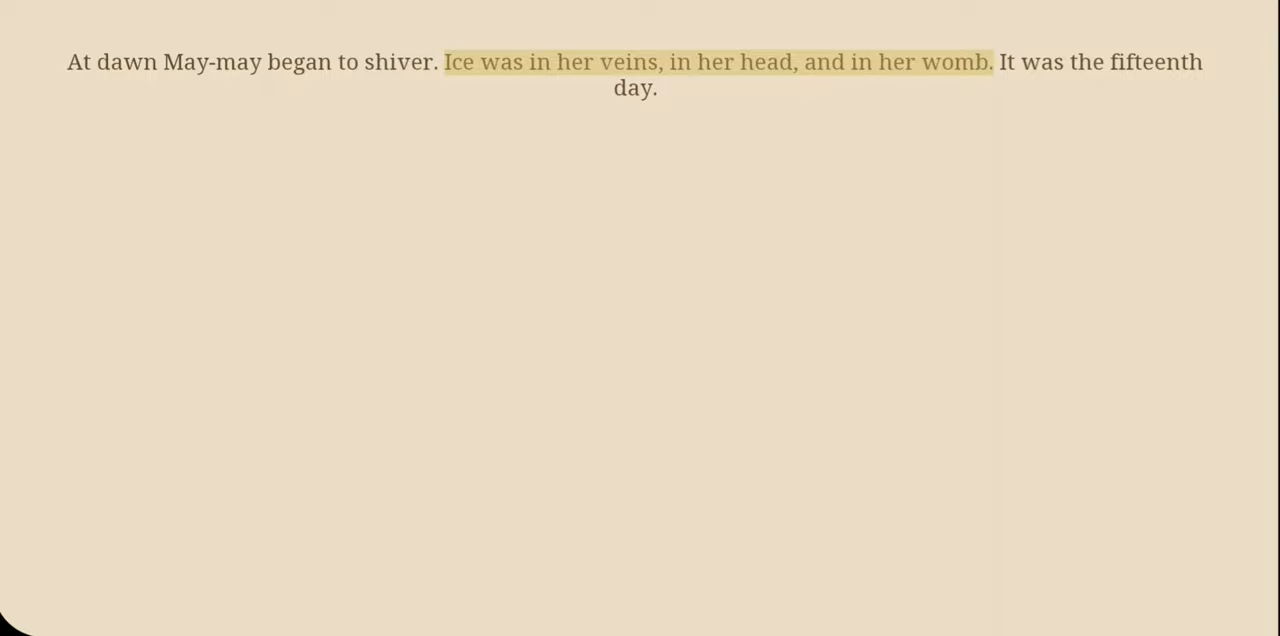 At dawn May-may began to shiver. Ice was in her veins, in her head, and in her womb. It was the fifteenth
day.